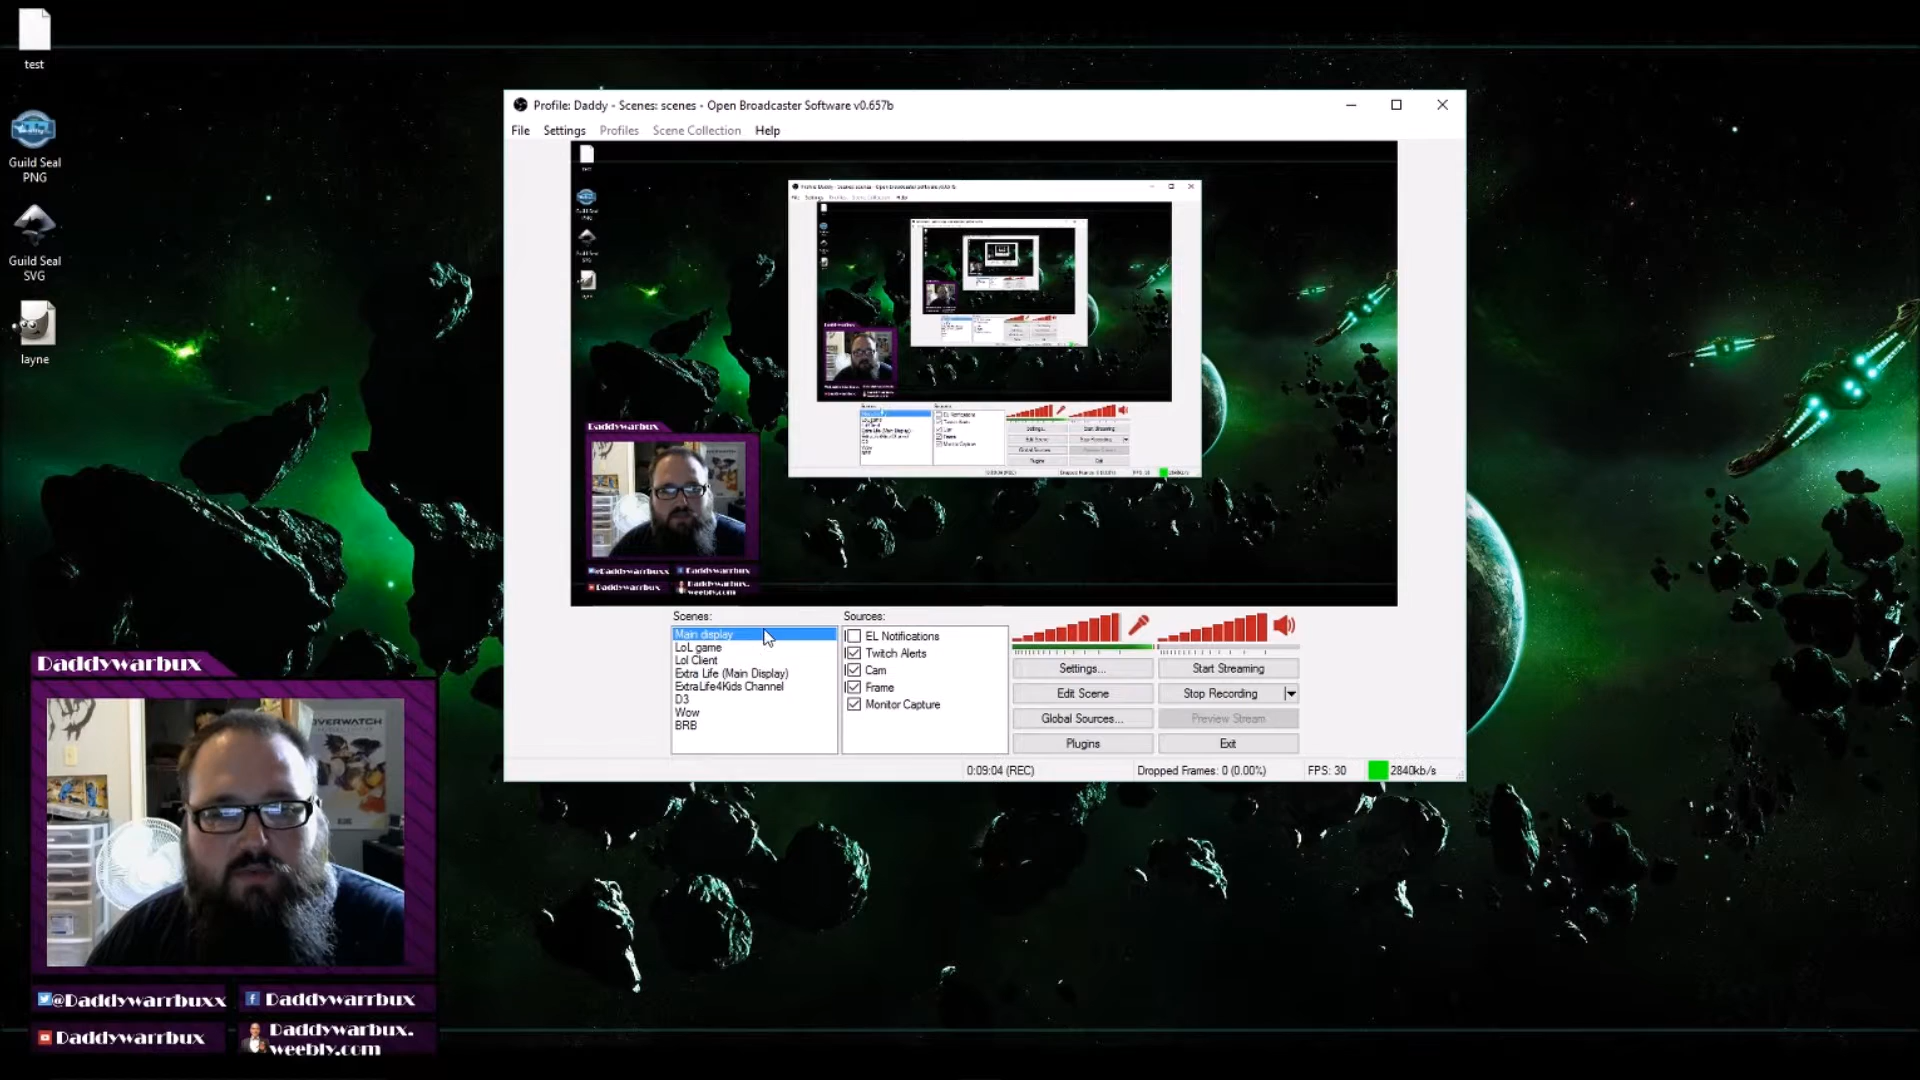 test
Guild Seal
PNG
Guild Seal
SVG
layne
Profile: Daddy - Scenes: scenes - Open Broadcaster Software v0.657b
File Settings Profiles Scene Collection Help
Daddywarbux
Scenes:
Main display
LoL game
Lol Client
Extra Life (Main Display)
ExtraLife4Kids Channel
D3
Wow
BRB
Sources:
EL Notifications
Twitch Alerts
Cam
Frame
Monitor Capture
Settings...
Start Streaming
Edit Scene
Stop Recording
Global Sources...
Preview Stream
Plugins
Exit
0:09:04 (REC)
Dropped Frames: 0 (0.00%)
FPS: 30
2840kb/s
Daddywarbux
OVERWATCH
@Daddywarrbuxx
Daddywarrbux
Daddywarrbux
Daddywarbux.
weebly.com